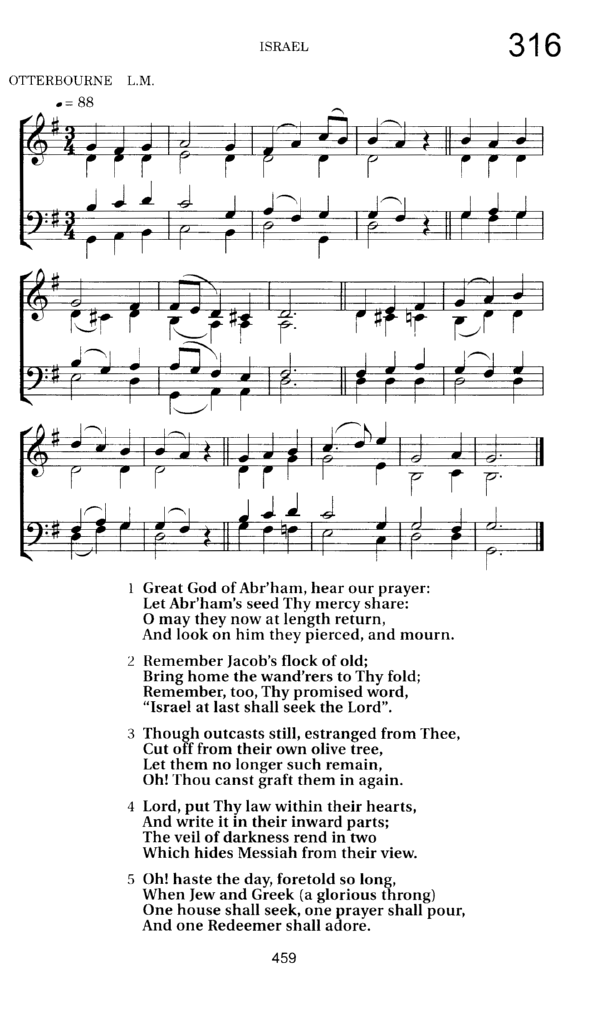 ISRAEL
316
OTTERBOURNE L.M.
♩= 88
1 Great God of Abr’ham, hear our prayer:
Let Abr’ham’s seed Thy mercy share:
O may they now at length return,
And look on him they pierced, and mourn.
2 Remember Jacob’s flock of old;
Bring home the wand’rers to Thy fold;
Remember, too, Thy promised word,
“Israel at last shall seek the Lord”.
3 Though outcasts still, estranged from Thee,
Cut off from their own olive tree,
Let them no longer such remain,
Oh! Thou canst graft them in again.
4 Lord, put Thy law within their hearts,
And write it in their inward parts;
The veil of darkness rend in two
Which hides Messiah from their view.
5 Oh! haste the day, foretold so long,
When Jew and Greek (a glorious throng)
One house shall seek, one prayer shall pour,
And one Redeemer shall adore.
459